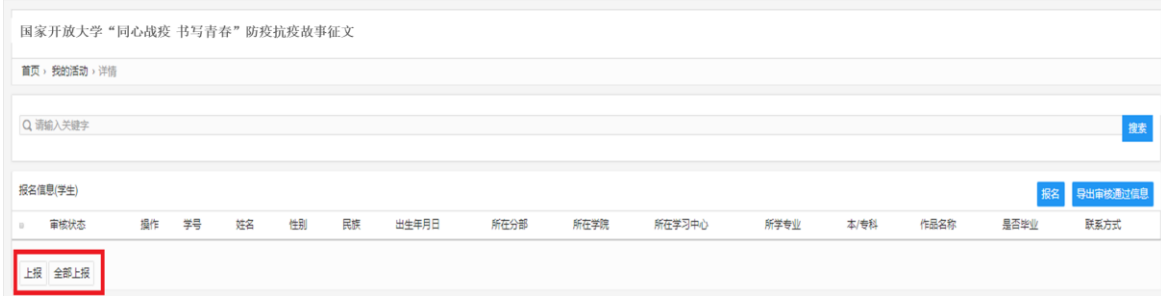 国家开放大学“同心战疫 书写青春”防疫抗疫故事征文
首页 › 我的活动 › 详情
请输入关键字 搜索
报名信息(学生) 报名 导出审核通过信息
审核状态 操作 学号 姓名 性别 民族 出生年月日 所在分部 所在学院 所在学习中心 所学专业 本/专科 作品名称 是否毕业 联系方式
上报 全部上报